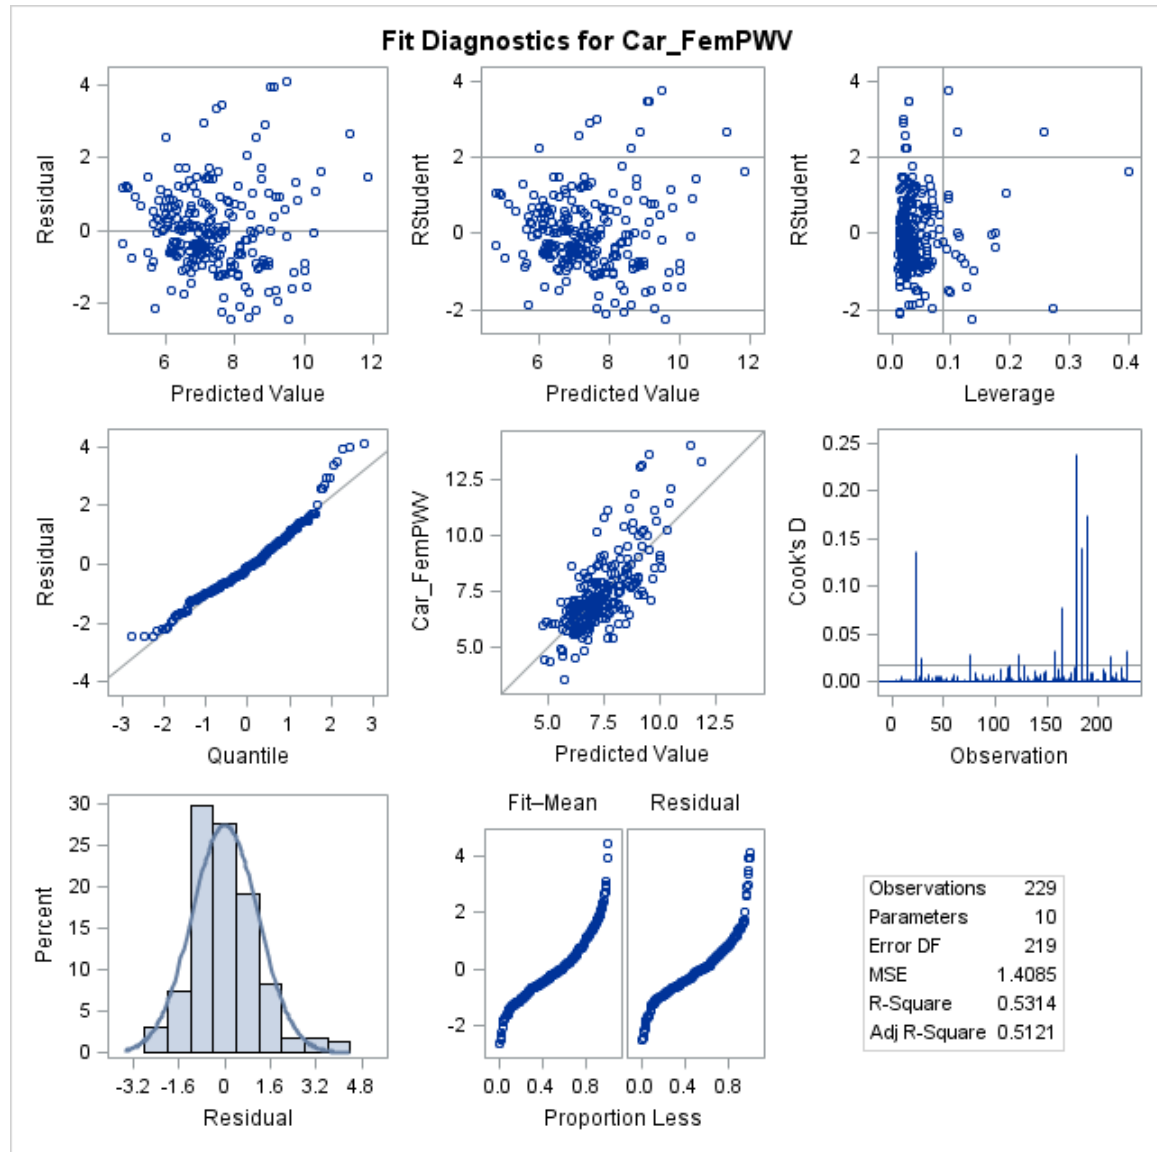 Fit Diagnostics for Car_FemPWV
Residual
4
2
0
-2
6 8 10 12
Predicted Value
RStudent
4
2
0
-2
6 8 10 12
Predicted Value
RStudent
4
2
0
-2
0.0 0.1 0.2 0.3 0.4
Leverage
Residual
4
2
0
-2
-4
-3 -2 -1 0 1 2 3
Quantile
Car_FemPWV
12.5
10.0
7.5
5.0
5.0 7.5 10.0 12.5
Predicted Value
Cook's D
0.25
0.20
0.15
0.10
0.05
0.00
0 50 100 150 200
Observation
Percent
30
25
20
15
10
5
0
-3.2 -1.6 0 1.6 3.2 4.8
Residual
Fit–Mean Residual
4
2
0
-2
0.0 0.4 0.8 0.0 0.4 0.8
Proportion Less
Observations 229
Parameters 10
Error DF 219
MSE 1.4085
R-Square 0.5314
Adj R-Square 0.5121